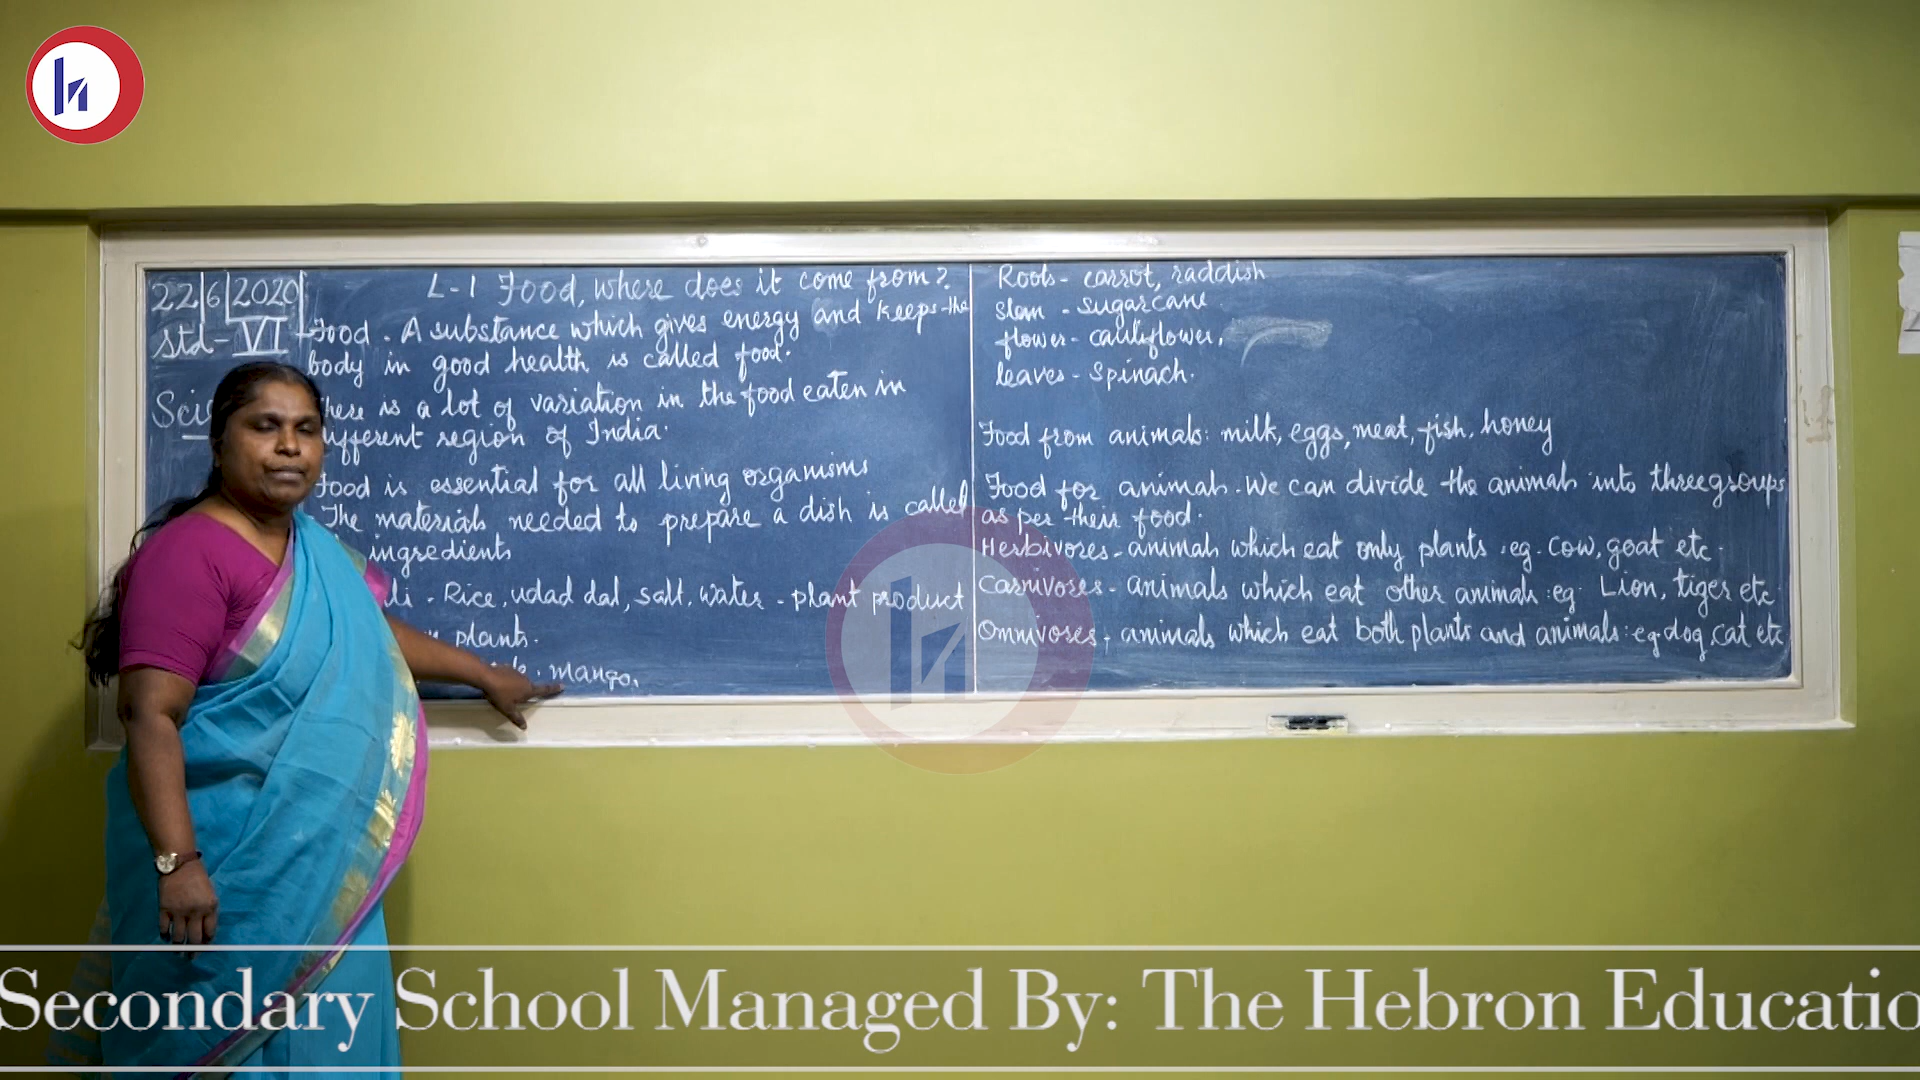 22|6|2020
Std - VI
L-1 Food, where does it come from?
Food - A substance which gives energy and keeps the
body in good health is called food.
There is a lot of variation in the food eaten in
different region of India.
Food is essential for all living organisms
The materials needed to prepare a dish is called
ingredients
- Rice, udad dal, salt, water - plant product
plants.
mango,
Roots - carrot, raddish
stem - sugarcane
flower - cauliflower,
leaves - spinach.
Food from animals: milk, eggs, meat, fish, honey
Food for animals. We can divide the animals into three groups
as per their food.
Herbivores - animals which eat only plants eg. Cow, goat etc.
Carnivores - animals which eat other animals eg: Lion, tiger etc
Omnivores - animals which eat both plants and animals: eg dog, cat etc
Secondary School Managed By: The Hebron Educatio